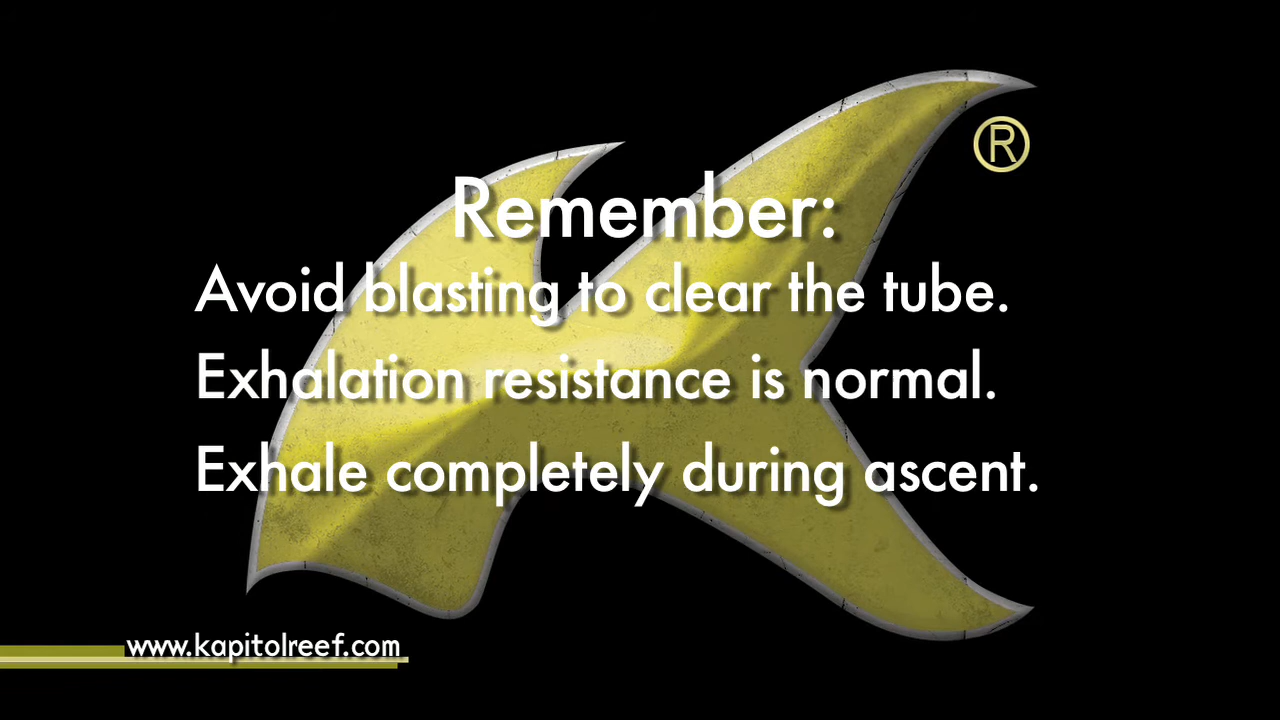 ®
Remember:
Avoid blasting to clear the tube.
Exhalation resistance is normal.
Exhale completely during ascent.
www.kapitolreef.com